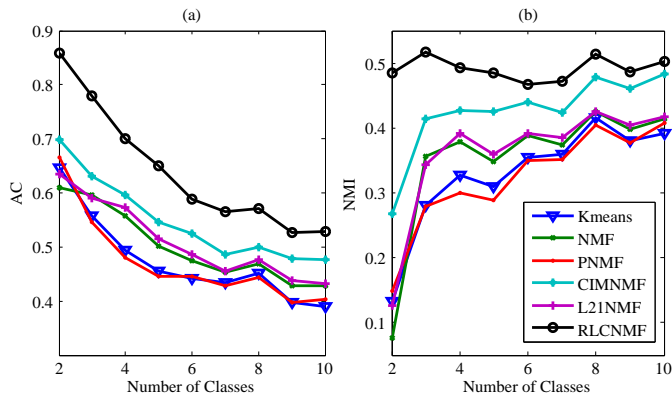 (a)
0.9
0.8
0.7
0.6
0.5
0.4
AC
2
4
6
8
10
Number of Classes
(b)
0.5
0.4
0.3
0.2
0.1
NMI
2
4
6
8
10
Number of Classes
Kmeans
NMF
PNMF
CIMNMF
L21NMF
RLCNMF